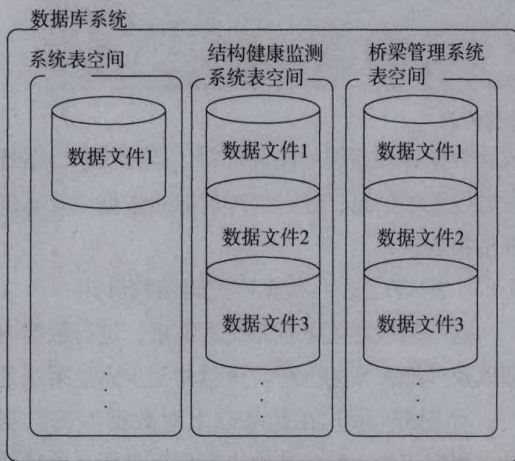 数据库系统
系统表空间
数据文件1
结构健康监测
系统表空间
数据文件1
数据文件2
数据文件3
桥梁管理系统
表空间
数据文件1
数据文件2
数据文件3